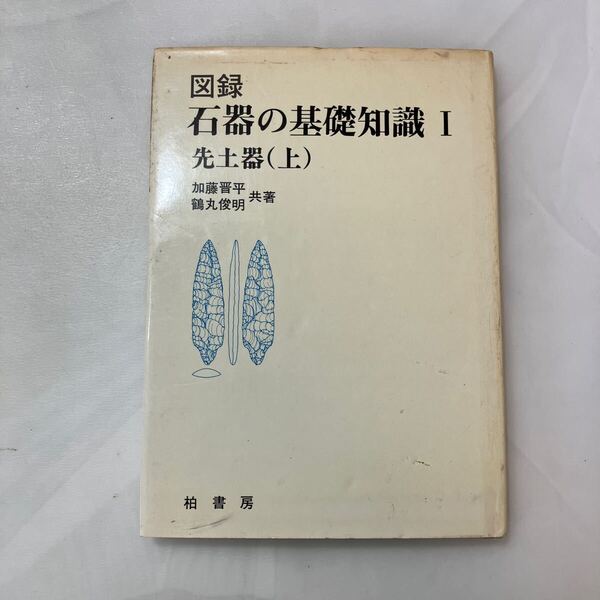 図録
石器の基礎知識 I
先土器(上)
加藤晋平
鶴丸俊明 共著
柏書房